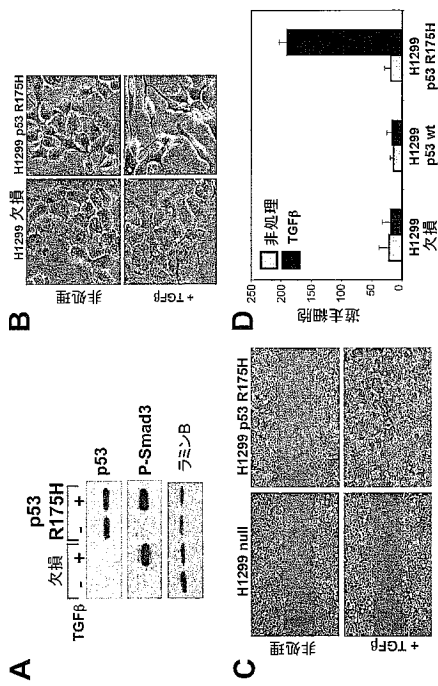 A
TGFβ
欠損
p53
R175H
- + - +
p53
P-Smad3
ラミンB
B
H1299 欠損
H1299 p53 R175H
非処理
+ TGFβ
C
H1299 null
H1299 p53 R175H
非処理
+ TGFβ
D
遊走細胞
250
200
150
100
50
0
非処理
TGFβ
H1299
欠損
H1299
p53 wt
H1299
p53 R175H